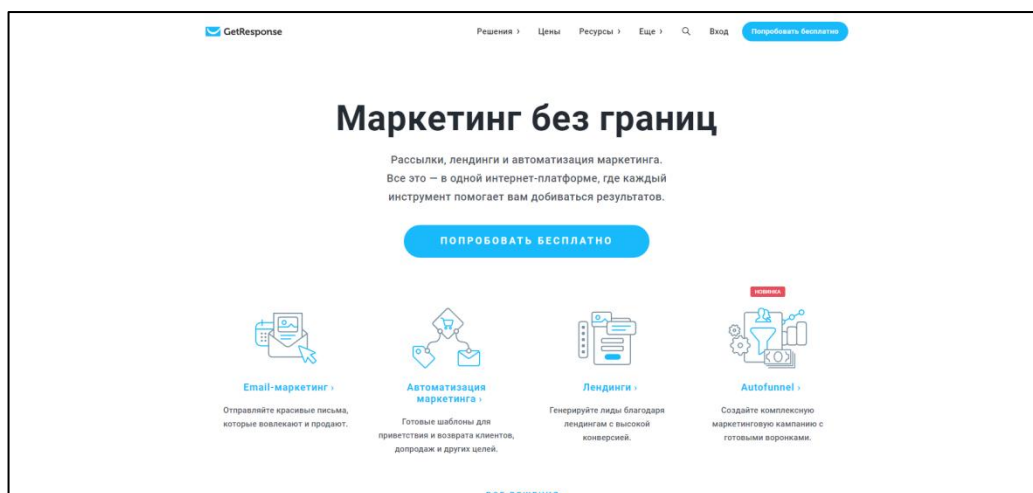 GetResponse
Решения › Цены Ресурсы › Еще › Вход Попробовать бесплатно
Маркетинг без границ
Рассылки, лендинги и автоматизация маркетинга.
Все это — в одной интернет-платформе, где каждый
инструмент помогает вам добиваться результатов.
ПОПРОБОВАТЬ БЕСПЛАТНО
НОВИНКА
Email-маркетинг ›
Отправляйте красивые письма,
которые вовлекают и продают.
Автоматизация
маркетинга ›
Готовые шаблоны для
приветствия и возврата клиентов,
допродаж и других целей.
Лендинги ›
Генерируйте лиды благодаря
лендингам с высокой
конверсией.
Autofunnel ›
Создайте комплексную
маркетинговую кампанию с
готовыми воронками.